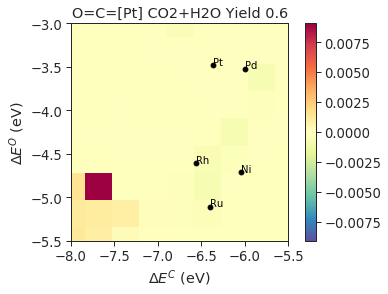 O=C=[Pt] CO2+H2O Yield 0.6
−3.0
−3.5
−4.0
−4.5
−5.0
−5.5
ΔE^O (eV)
Pt
Pd
Rh
Ni
Ru
−8.0 −7.5 −7.0 −6.5 −6.0 −5.5
ΔE^C (eV)
0.0075
0.0050
0.0025
0.0000
−0.0025
−0.0050
−0.0075